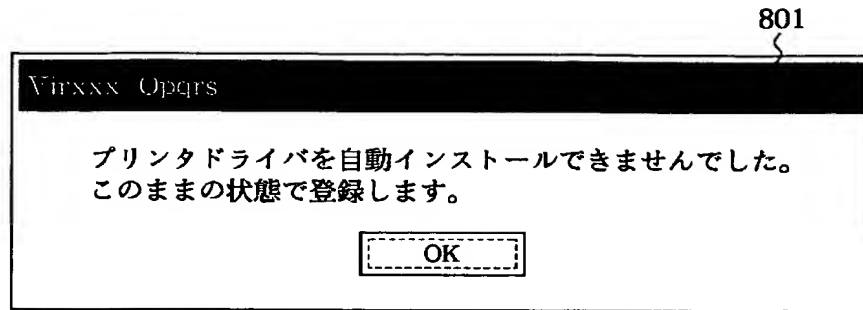 801
Virxxx Opqrs
プリンタドライバを自動インストールできませんでした。
このままの状態で登録します。
OK